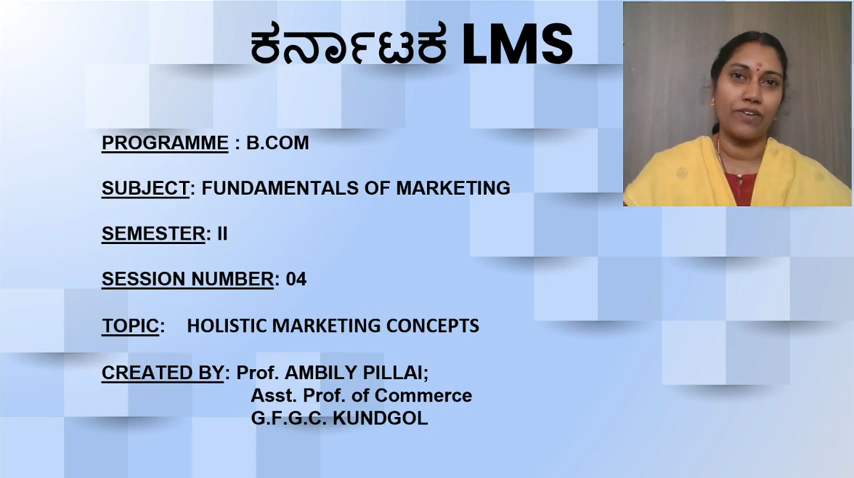 ಕರ್ನಾಟಕ LMS
PROGRAMME : B.COM
SUBJECT: FUNDAMENTALS OF MARKETING
SEMESTER: II
SESSION NUMBER: 04
TOPIC: HOLISTIC MARKETING CONCEPTS
CREATED BY: Prof. AMBILY PILLAI;
Asst. Prof. of Commerce
G.F.G.C. KUNDGOL